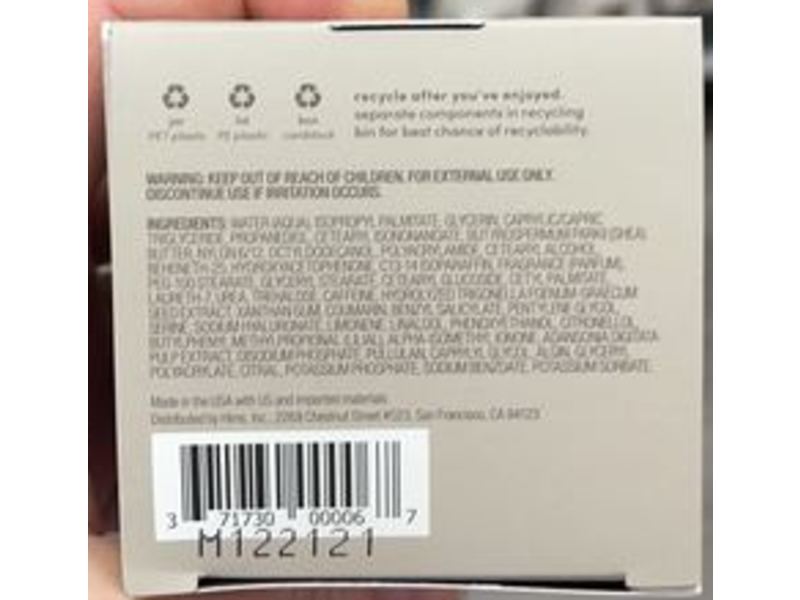 jar
PET plastic
lid
PE plastic
box
cardstock
recycle after you've enjoyed.
separate components in recycling
bin for best chance of recyclability.
WARNING: KEEP OUT OF REACH OF CHILDREN. FOR EXTERNAL USE ONLY.
DISCONTINUE USE IF IRRITATION OCCURS.
INGREDIENTS: WATER (AQUA), ISOPROPYL PALMITATE, GLYCERIN, CAPRYLIC/CAPRIC
TRIGLYCERIDE, PROPANEDIOL, CETEARYL ISONONANOATE, BUTYROSPERMUM PARKII (SHEA)
BUTTER, NYLON 6/12, OCTYLDODECANOL, POLYACRYLAMIDE, CETEARYL ALCOHOL,
BEHENETH-25, HYDROXYACETOPHENONE, C13-14 ISOPARAFFIN, FRAGRANCE (PARFUM),
PEG-100 STEARATE, GLYCERYL STEARATE, CETEARYL GLUCOSIDE, CETYL PALMITATE,
LAURETH-7, UREA, TREHALOSE, CAFFEINE, HYDROLYZED TRIGONELLA FOENUM-GRAECUM
SEED EXTRACT, XANTHAN GUM, COUMARIN, BENZYL SALICYLATE, PENTYLENE GLYCOL,
SERINE, SODIUM HYALURONATE, LIMONENE, LINALOOL, PHENOXYETHANOL, CITRONELLOL,
BUTYLPHENYL METHYLPROPIONAL (LILIAL), ALPHA-ISOMETHYL IONONE, ADANSONIA DIGITATA
PULP EXTRACT, DISODIUM PHOSPHATE, PULLULAN, CAPRYLYL GLYCOL, ALGIN, GLYCERYL
POLYACRYLATE, CITRAL, POTASSIUM PHOSPHATE, SODIUM BENZOATE, POTASSIUM SORBATE.
Made in the USA with US and imported materials
Distributed by Hims, Inc., 2269 Chestnut Street #523, San Francisco, CA 94123
3 71730 00006 7
M122121